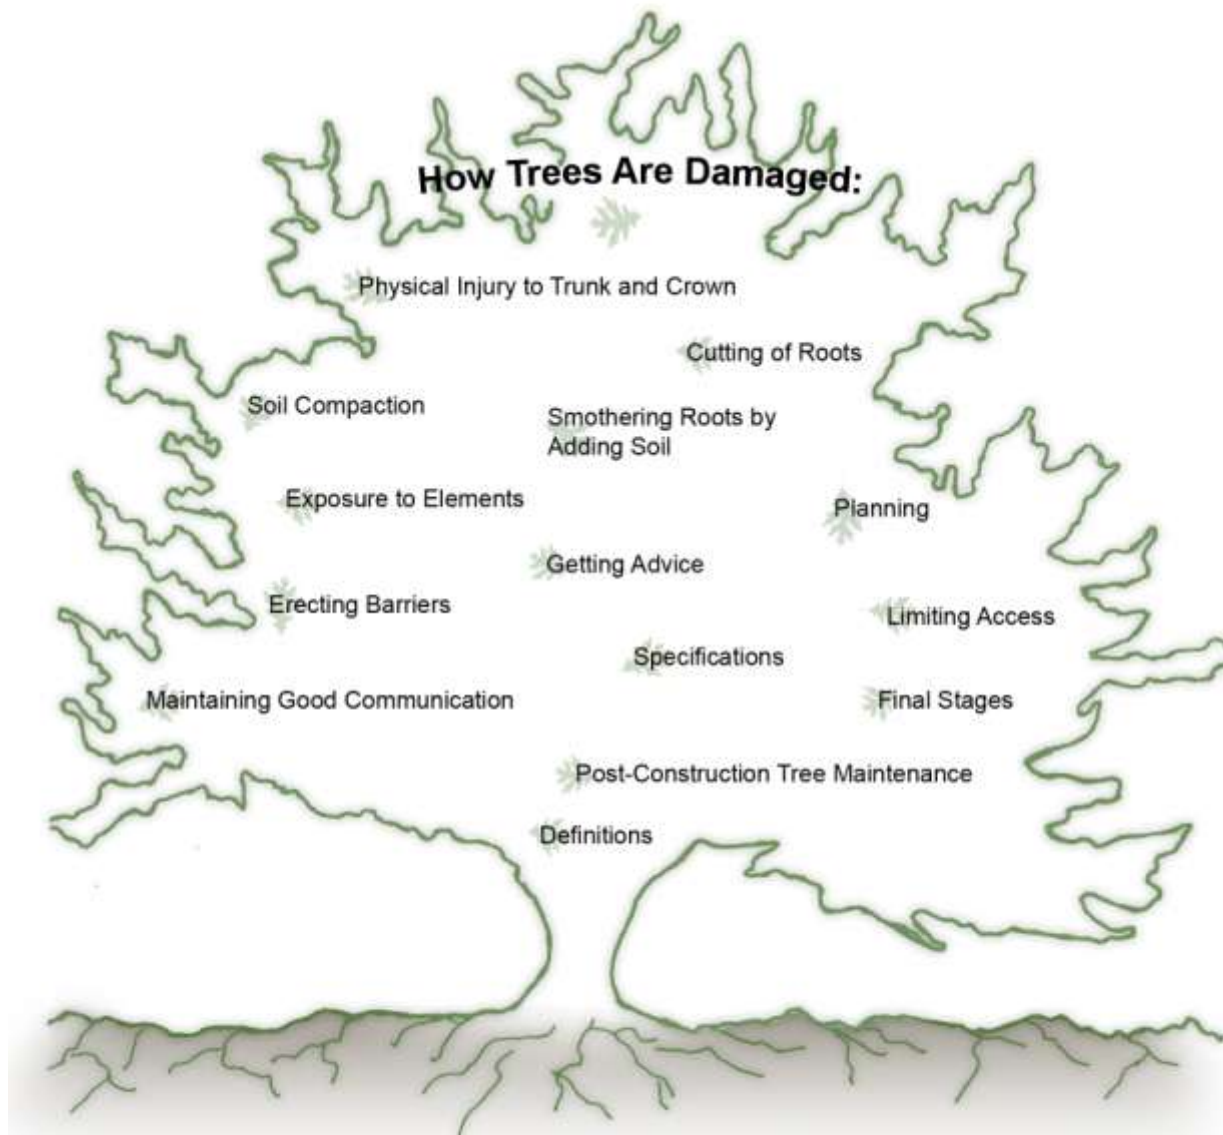 How Trees Are Damaged:
Physical Injury to Trunk and Crown
Cutting of Roots
Soil Compaction
Smothering Roots by
Adding Soil
Exposure to Elements
Planning
Getting Advice
Erecting Barriers
Limiting Access
Specifications
Maintaining Good Communication
Final Stages
Post-Construction Tree Maintenance
Definitions